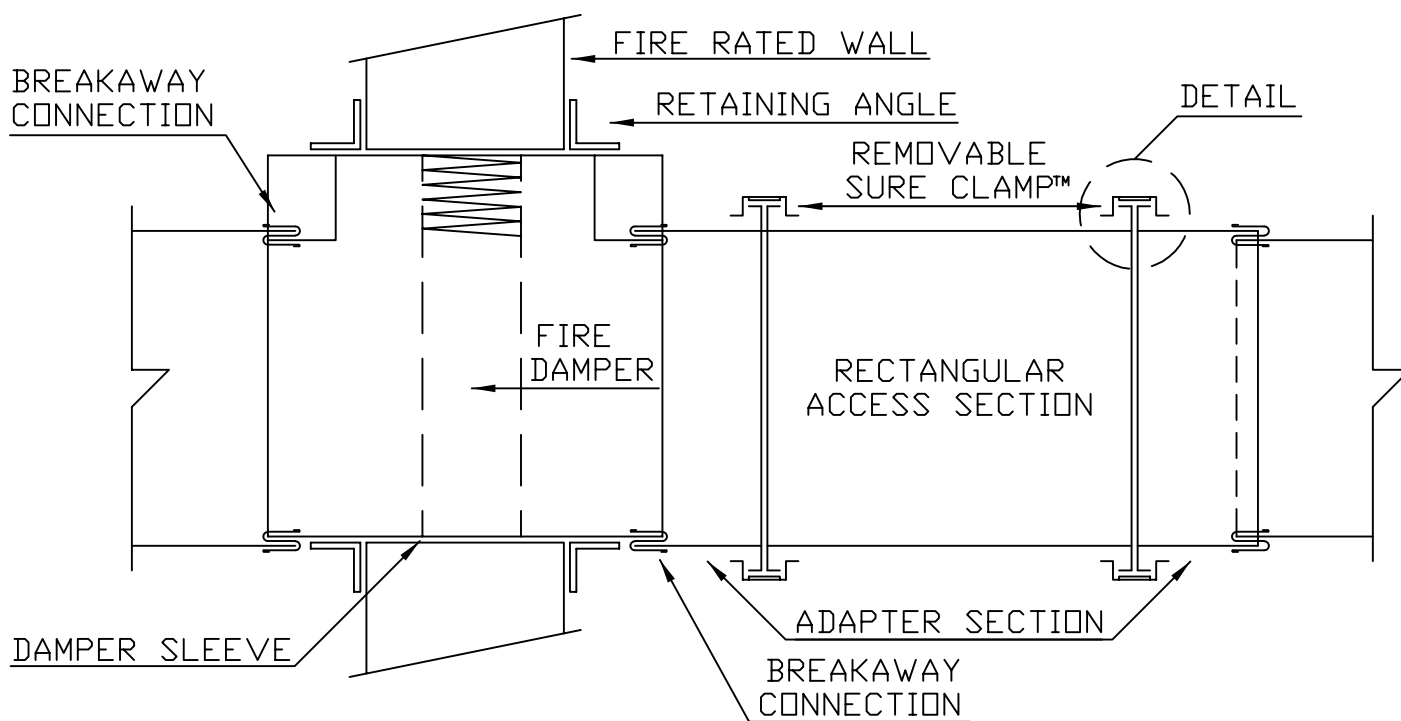 FIRE RATED WALL
BREAKAWAY
CONNECTION
RETAINING ANGLE
DETAIL
REMOVABLE
SURE CLAMP™
FIRE
DAMPER
RECTANGULAR
ACCESS SECTION
ADAPTER SECTION
DAMPER SLEEVE
BREAKAWAY
CONNECTION